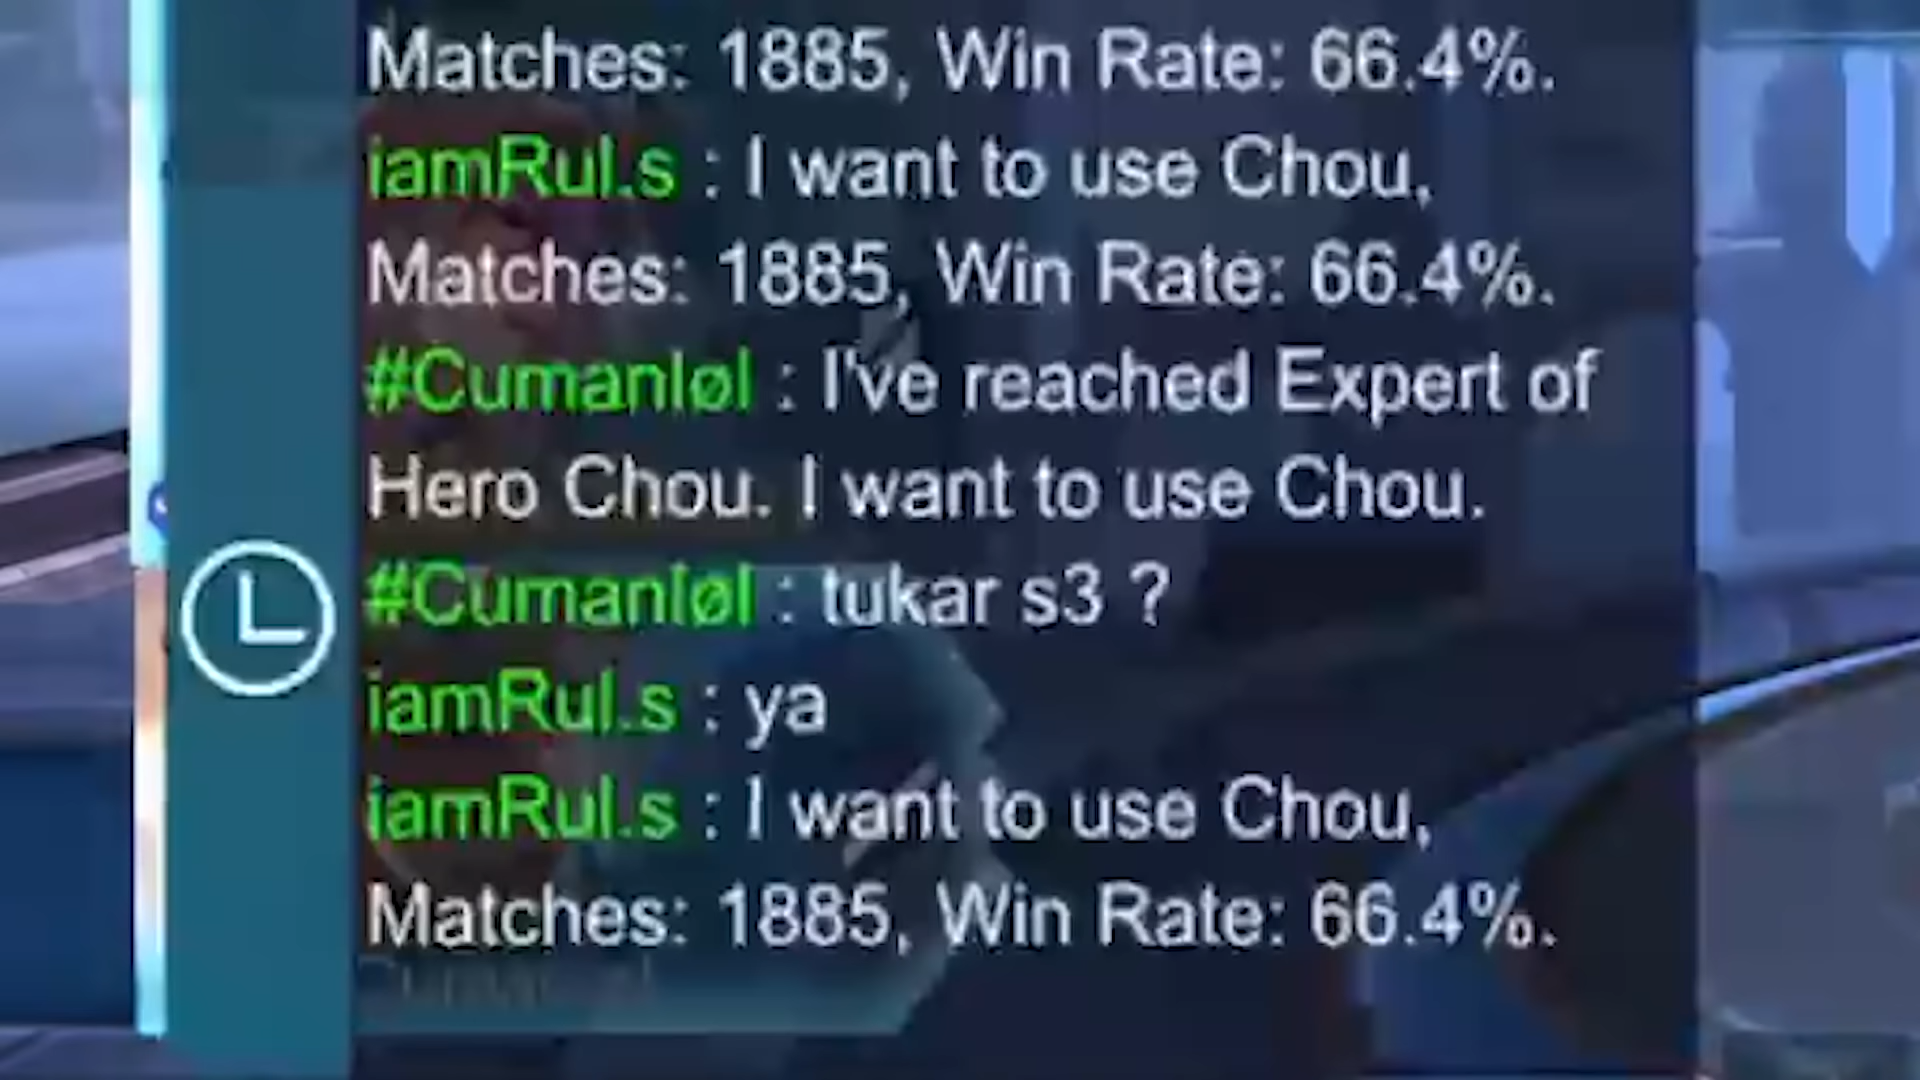 Matches: 1885, Win Rate: 66.4%.
iamRul.s : I want to use Chou,
Matches: 1885, Win Rate: 66.4%.
#Cumanløl : I've reached Expert of
Hero Chou. I want to use Chou.
#Cumanløl : tukar s3 ?
iamRul.s : ya
iamRul.s : I want to use Chou,
Matches: 1885, Win Rate: 66.4%.